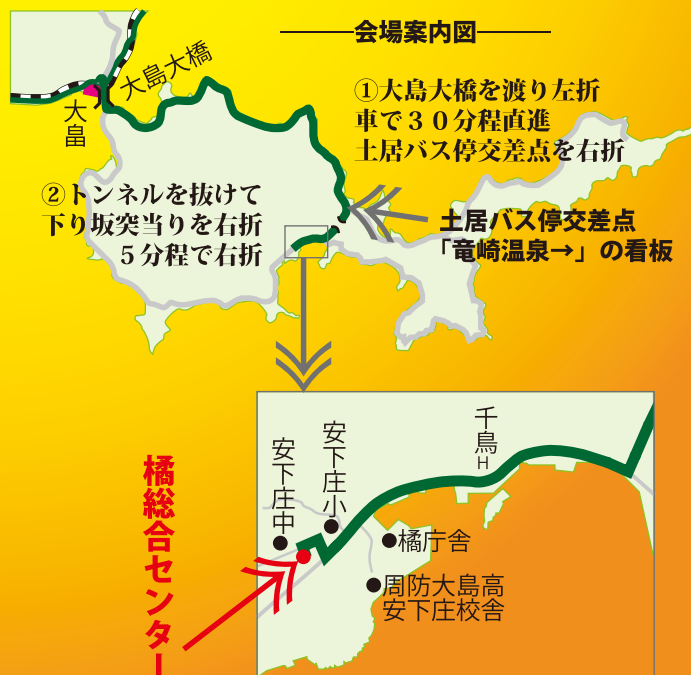 会場案内図
大島大橋
大畠
①大島大橋を渡り左折
車で３０分程直進
土居バス停交差点を右折
②トンネルを抜けて
下り坂突当りを右折
５分程で右折
土居バス停交差点
「竜崎温泉→」の看板
千鳥H
安下庄小
安下庄中
橘総合センター
橘庁舎
周防大島高
安下庄校舎